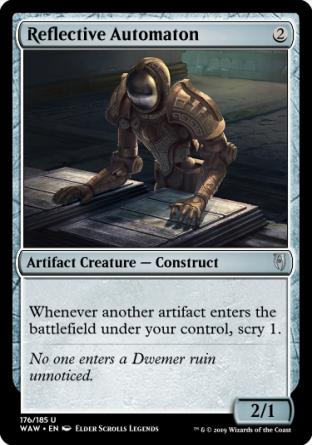 Reflective Automaton 2
Artifact Creature — Construct
Whenever another artifact enters the
battlefield under your control, scry 1.
No one enters a Dwemer ruin
unnoticed.
2/1
176/185 U
WAW • EN Elder Scrolls Legends
™ & © 2019 Wizards of the Coast